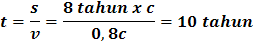 t = s/v = 8 tahun x c/0,8c = 10 tahun